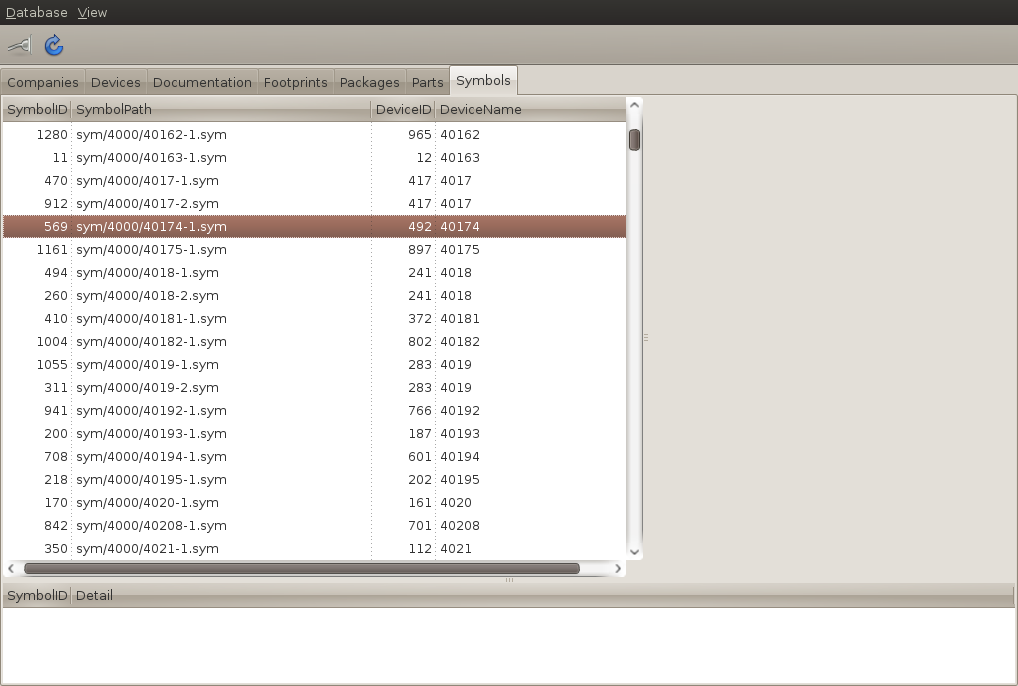 Database View
Companies Devices Documentation Footprints Packages Parts Symbols
SymbolID SymbolPath DeviceID DeviceName
1280 sym/4000/40162-1.sym 965 40162
11 sym/4000/40163-1.sym 12 40163
470 sym/4000/4017-1.sym 417 4017
912 sym/4000/4017-2.sym 417 4017
569 sym/4000/40174-1.sym 492 40174
1161 sym/4000/40175-1.sym 897 40175
494 sym/4000/4018-1.sym 241 4018
260 sym/4000/4018-2.sym 241 4018
410 sym/4000/40181-1.sym 372 40181
1004 sym/4000/40182-1.sym 802 40182
1055 sym/4000/4019-1.sym 283 4019
311 sym/4000/4019-2.sym 283 4019
941 sym/4000/40192-1.sym 766 40192
200 sym/4000/40193-1.sym 187 40193
708 sym/4000/40194-1.sym 601 40194
218 sym/4000/40195-1.sym 202 40195
170 sym/4000/4020-1.sym 161 4020
842 sym/4000/40208-1.sym 701 40208
350 sym/4000/4021-1.sym 112 4021
SymbolID Detail